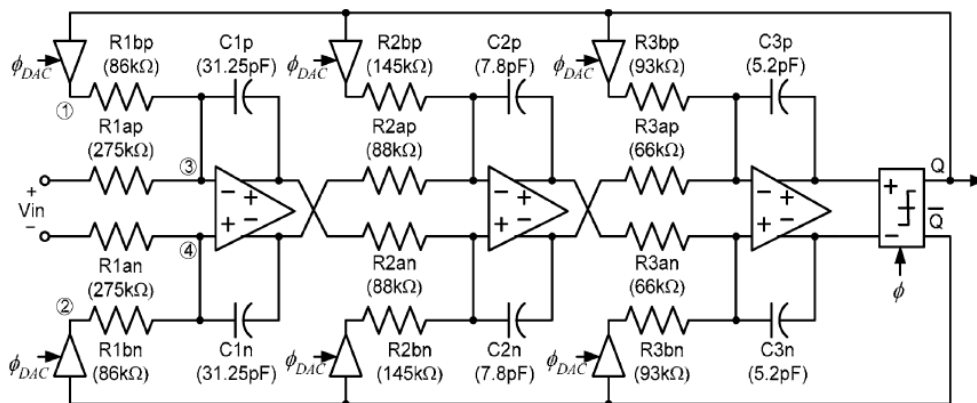 R1bp C1p R2bp C2p R3bp C3p
ϕDAC (86kΩ) (31.25pF) ϕDAC (145kΩ) (7.8pF) ϕDAC (93kΩ) (5.2pF)
①
R1ap R2ap R3ap
(275kΩ) ③ (88kΩ) (66kΩ)
+ − + − + − + + Q
Vin
− + − + − + − − Q̅
④
R1an R2an R3an ϕ
② (275kΩ) (88kΩ) (66kΩ)
ϕDAC R1bn C1n ϕDAC R2bn C2n ϕDAC R3bn C3n
(86kΩ) (31.25pF) (145kΩ) (7.8pF) (93kΩ) (5.2pF)